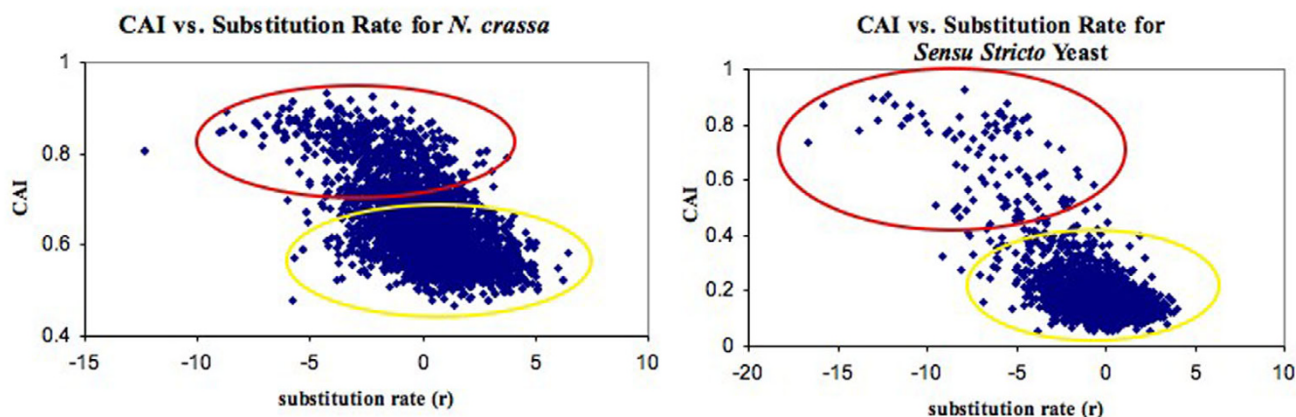 CAI vs. Substitution Rate for N. crassa
1
0.8
0.6
0.4
CAI
-15 -10 -5 0 5 10
substitution rate (r)
CAI vs. Substitution Rate for
Sensu Stricto Yeast
1
0.8
0.6
0.4
0.2
0
CAI
-20 -15 -10 -5 0 5 10
substitution rate (r)